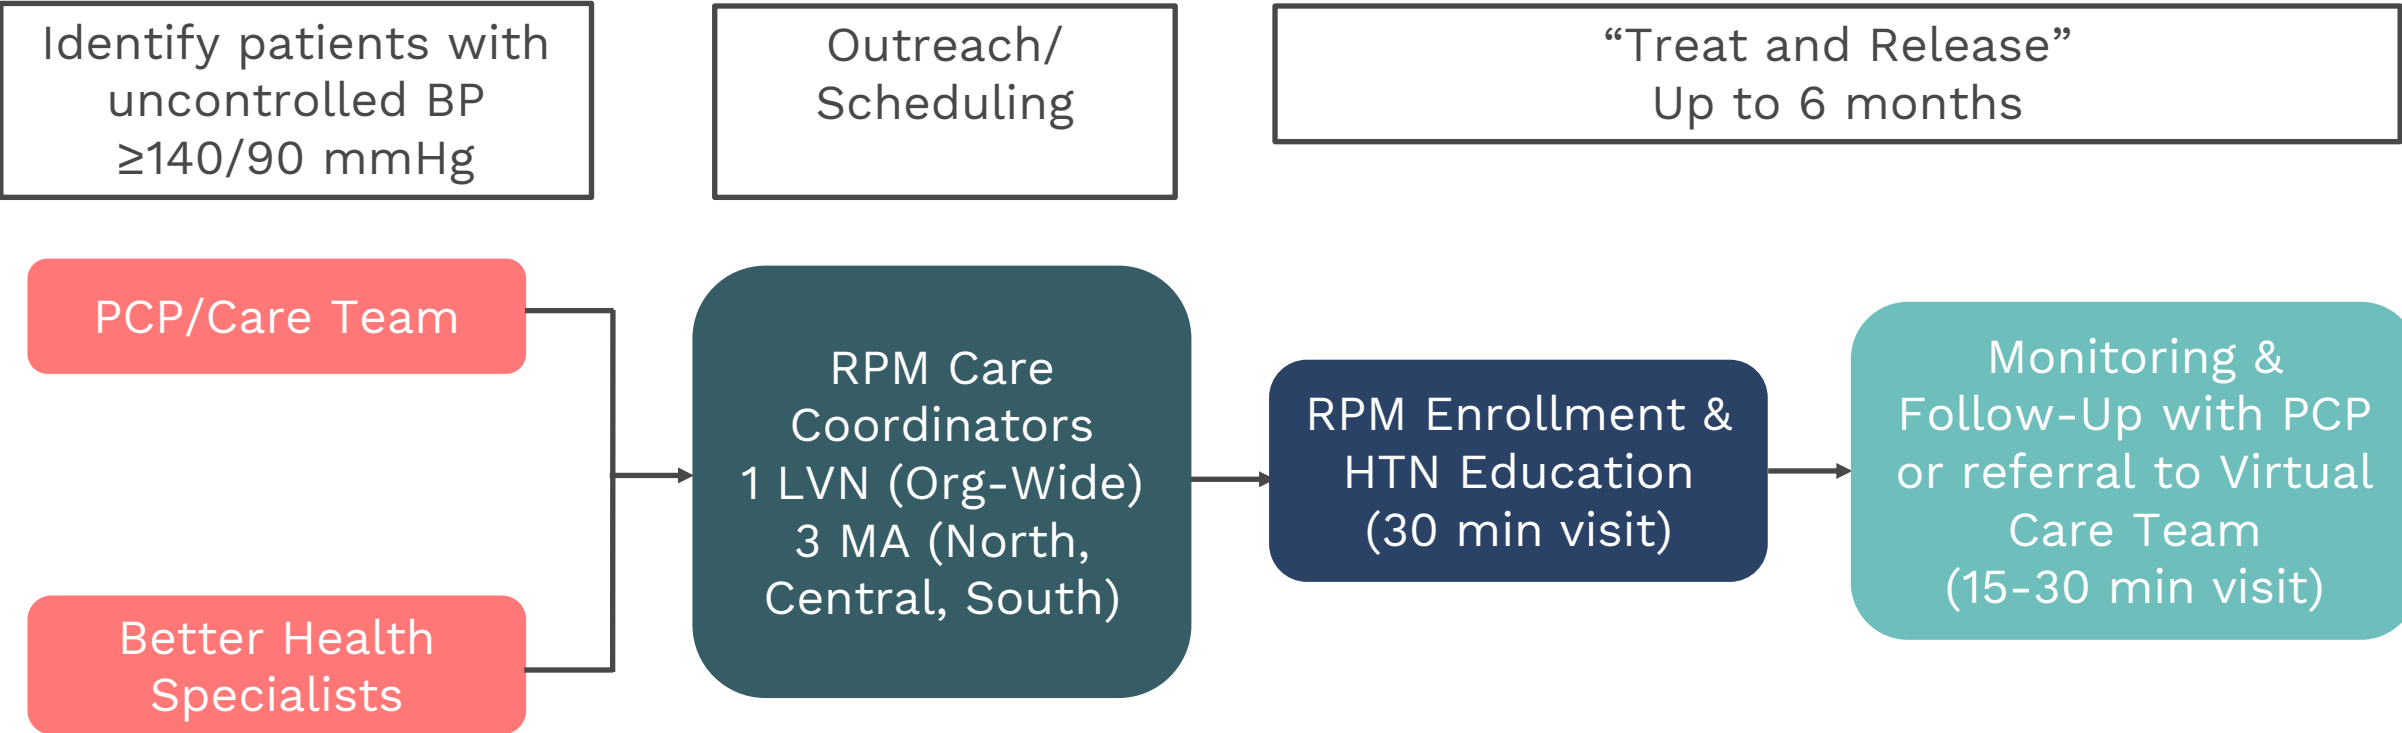 Identify patients with
uncontrolled BP
≥140/90 mmHg
Outreach/
Scheduling
“Treat and Release”
Up to 6 months
PCP/Care Team
Better Health
Specialists
RPM Care
Coordinators
1 LVN (Org-Wide)
3 MA (North,
Central, South)
RPM Enrollment &
HTN Education
(30 min visit)
Monitoring &
Follow-Up with PCP
or referral to Virtual
Care Team
(15-30 min visit)